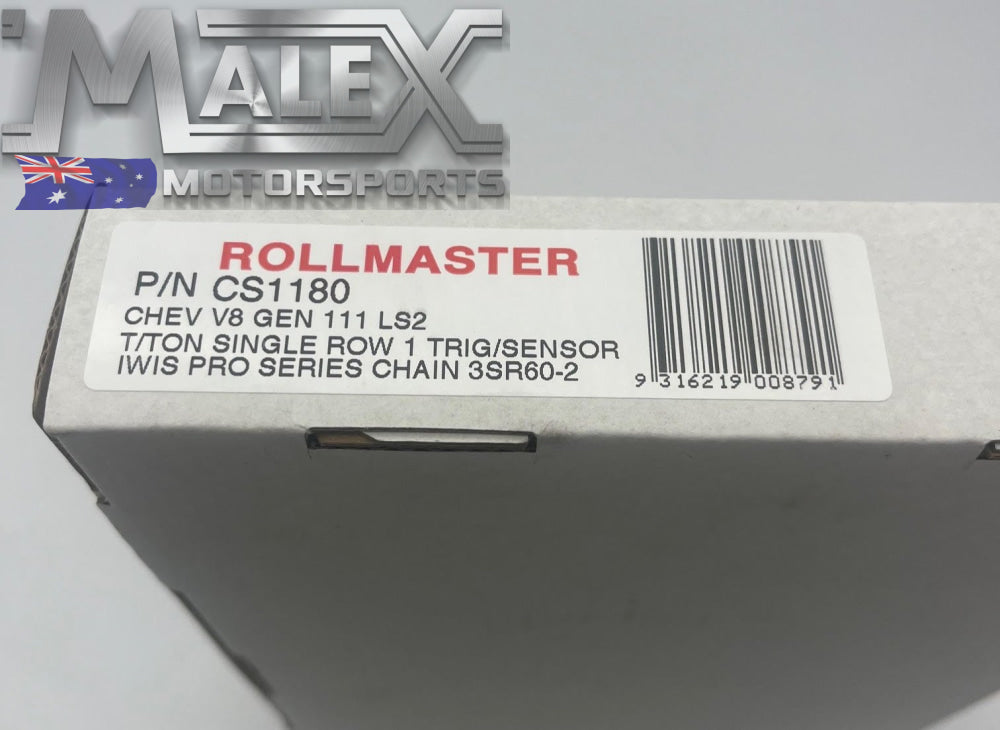 MALEX
MOTORSPORTS
ROLLMASTER
P/N CS1180
CHEV V8 GEN 111 LS2
T/TON SINGLE ROW 1 TRIG/SENSOR
IWIS PRO SERIES CHAIN 3SR60-2
9 316219 008791